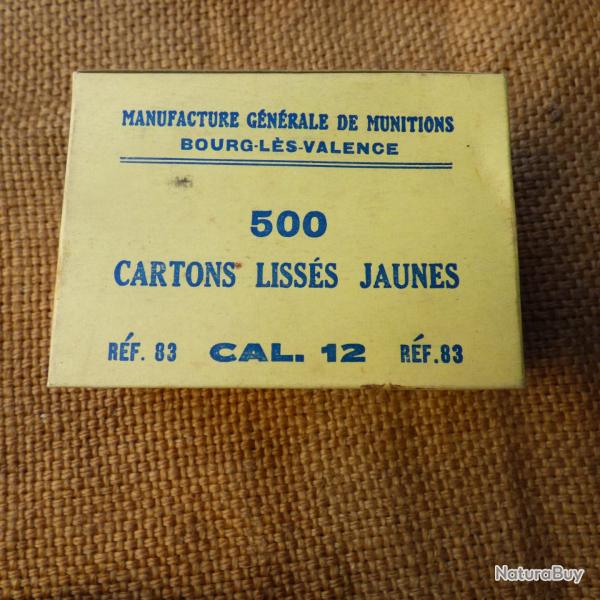 MANUFACTURE GÉNÉRALE DE MUNITIONS
BOURG-LÈS-VALENCE
500
CARTONS LISSÉS JAUNES
RÉF. 83 CAL. 12 RÉF.83
NaturaBuy